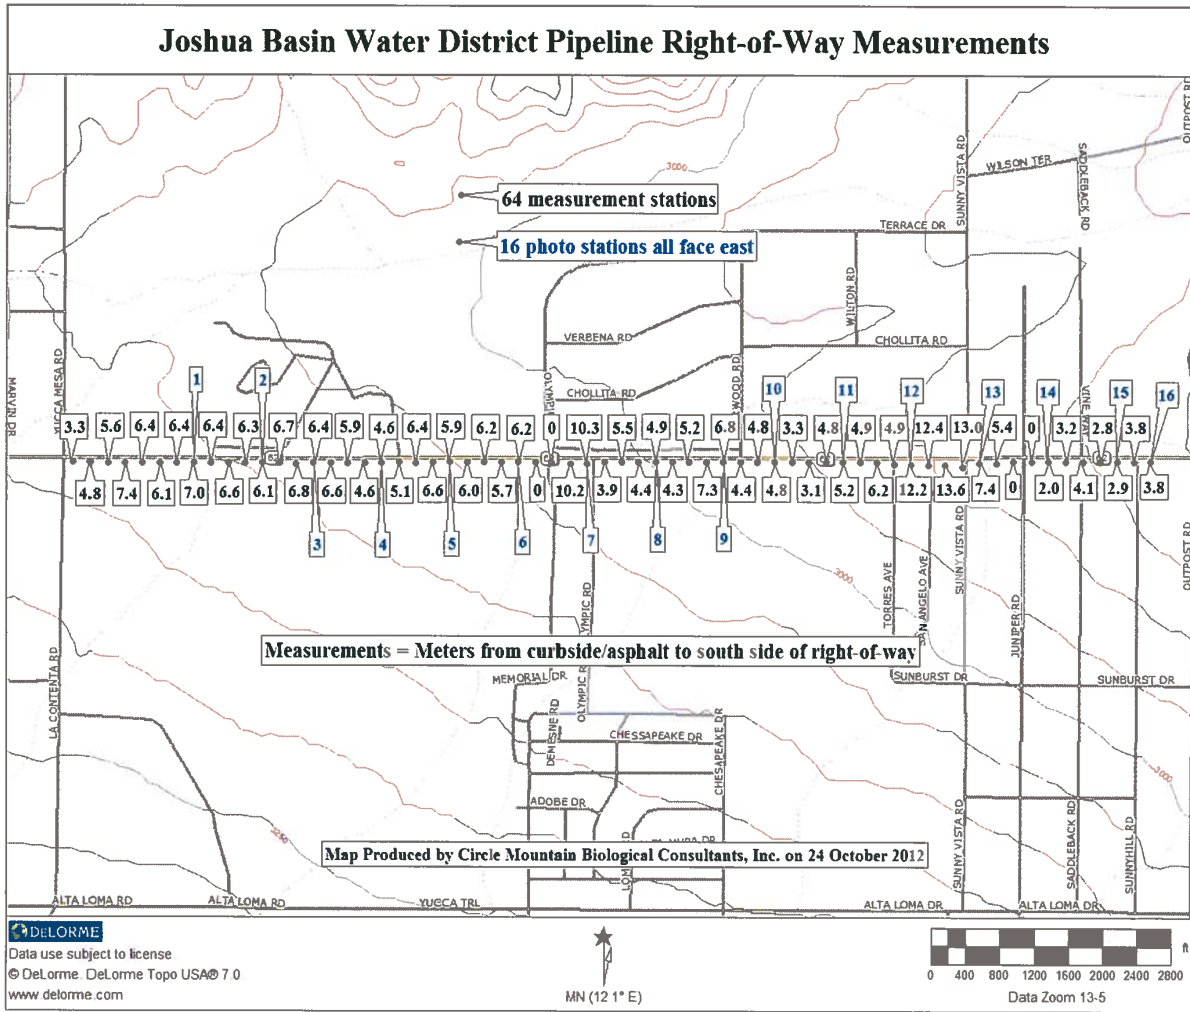 Joshua Basin Water District Pipeline Right-of-Way Measurements
OUTPOST RD
3000
64 measurement stations
SUNNY VISTA RD
WILSON TER
SADDLEBACK RD
16 photo stations all face east
TERRACE DR
WILTON RD
VERBENA RD
CHOLLITA RD
MARVIN DR
YUCCA MESA RD
CHOLLITA RD
WOOD RD
1 2 10 11 12 13 14 15 16
3.3 5.6 6.4 6.4 6.4 6.3 6.7 6.4 5.9 4.6 6.4 5.9 6.2 6.2 0 10.3 5.5 4.9 5.2 6.8 4.8 3.3 4.8 4.9 4.9 12.4 13.0 5.4 0 3.2 2.8 3.8
4.8 7.4 6.1 7.0 6.6 6.1 6.8 6.6 4.6 5.1 6.6 6.0 5.7 0 10.2 3.9 4.4 4.3 7.3 4.4 4.8 3.1 5.2 6.2 12.2 13.6 7.4 0 2.0 4.1 2.9 3.8
3 4 5 6 7 8 9
SUNNY VISTA RD
OUTPOST RD
3000
TORRES AVE
SAN ANGELO AVE
JUNIPER RD
Measurements = Meters from curbside/asphalt to south side of right-of-way
LA CONTENTA RD
MEMORIAL DR
OLYMPIC RD
SUNBURST DR
SUNBURST DR
DEMESNE RD
CHESSAPEAKE DR
CHESAPEAKE DR
3000
ADOBE DR
3250
SUNNY VISTA RD
SADDLEBACK RD
SUNNYHILL RD
Map Produced by Circle Mountain Biological Consultants, Inc. on 24 October 2012
ALTA LOMA RD
ALTA LOMA RD
YUCCA TRL
ALTA LOMA DR
ALTA LOMA DR
DELORME
Data use subject to license
© DeLorme. DeLorme Topo USA® 7.0
www.delorme.com
MN (12.1° E)
ft
0 400 800 1200 1600 2000 2400 2800
Data Zoom 13-5